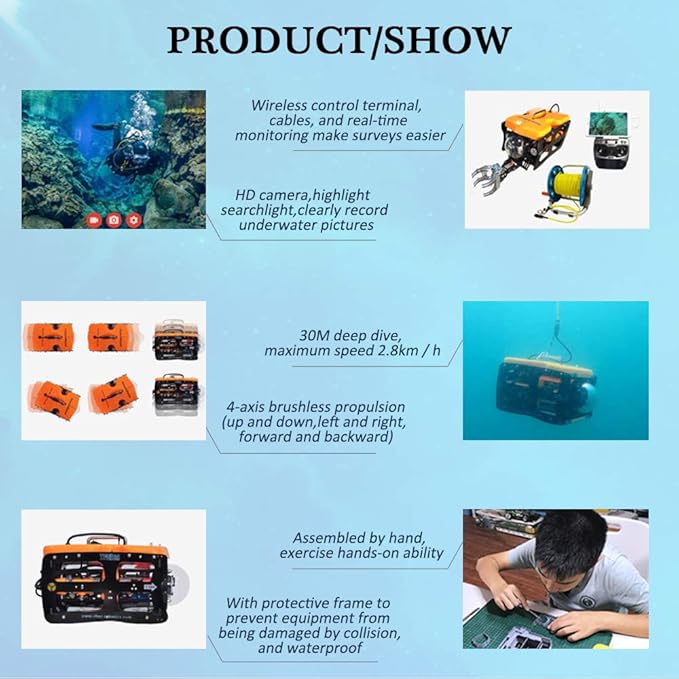 PRODUCT/SHOW
Wireless control terminal,
cables, and real-time
monitoring make surveys easier
HD camera,highlight
searchlight,clearly record
underwater pictures
30M deep dive,
maximum speed 2.8km / h
4-axis brushless propulsion
(up and down,left and right,
forward and backward)
Assembled by hand,
exercise hands-on ability
With protective frame to
prevent equipment from
being damaged by collision,
and waterproof